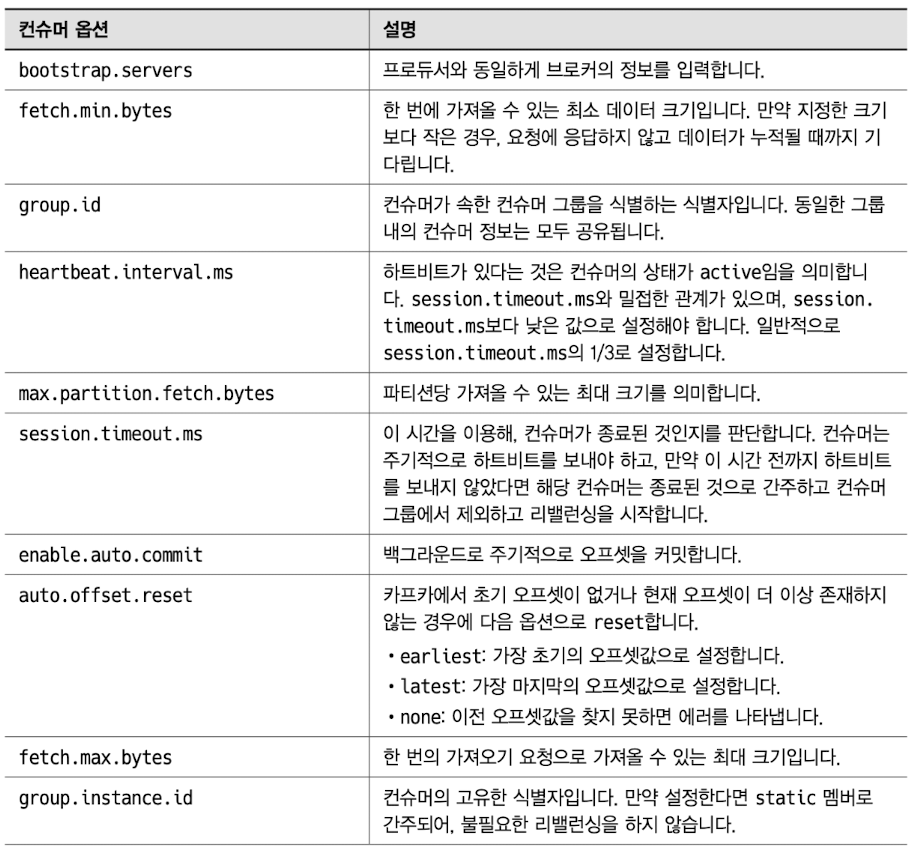 컨슈머 옵션
설명
bootstrap.servers
프로듀서와 동일하게 브로커의 정보를 입력합니다.
fetch.min.bytes
한 번에 가져올 수 있는 최소 데이터 크기입니다. 만약 지정한 크기
보다 작은 경우, 요청에 응답하지 않고 데이터가 누적될 때까지 기
다립니다.
group.id
컨슈머가 속한 컨슈머 그룹을 식별하는 식별자입니다. 동일한 그룹
내의 컨슈머 정보는 모두 공유됩니다.
heartbeat.interval.ms
하트비트가 있다는 것은 컨슈머의 상태가 active임을 의미합니
다. session.timeout.ms와 밀접한 관계가 있으며, session.
timeout.ms보다 낮은 값으로 설정해야 합니다. 일반적으로
session.timeout.ms의 1/3로 설정합니다.
max.partition.fetch.bytes
파티션당 가져올 수 있는 최대 크기를 의미합니다.
session.timeout.ms
이 시간을 이용해, 컨슈머가 종료된 것인지를 판단합니다. 컨슈머는
주기적으로 하트비트를 보내야 하고, 만약 이 시간 전까지 하트비트
를 보내지 않았다면 해당 컨슈머는 종료된 것으로 간주하고 컨슈머
그룹에서 제외하고 리밸런싱을 시작합니다.
enable.auto.commit
백그라운드로 주기적으로 오프셋을 커밋합니다.
auto.offset.reset
카프카에서 초기 오프셋이 없거나 현재 오프셋이 더 이상 존재하지
않는 경우에 다음 옵션으로 reset합니다.
• earliest: 가장 초기의 오프셋값으로 설정합니다.
• latest: 가장 마지막의 오프셋값으로 설정합니다.
• none: 이전 오프셋값을 찾지 못하면 에러를 나타냅니다.
fetch.max.bytes
한 번의 가져오기 요청으로 가져올 수 있는 최대 크기입니다.
group.instance.id
컨슈머의 고유한 식별자입니다. 만약 설정한다면 static 멤버로
간주되어, 불필요한 리밸런싱을 하지 않습니다.